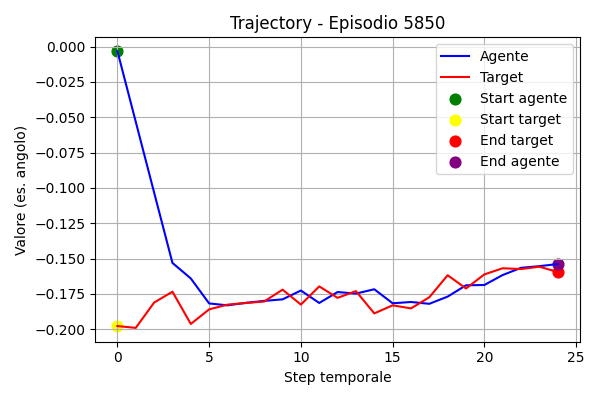 Trajectory - Episodio 5850
Valore (es. angolo)
0.000
−0.025
−0.050
−0.075
−0.100
−0.125
−0.150
−0.175
−0.200
Agente
Target
Start agente
Start target
End target
End agente
0
5
10
15
20
25
Step temporale